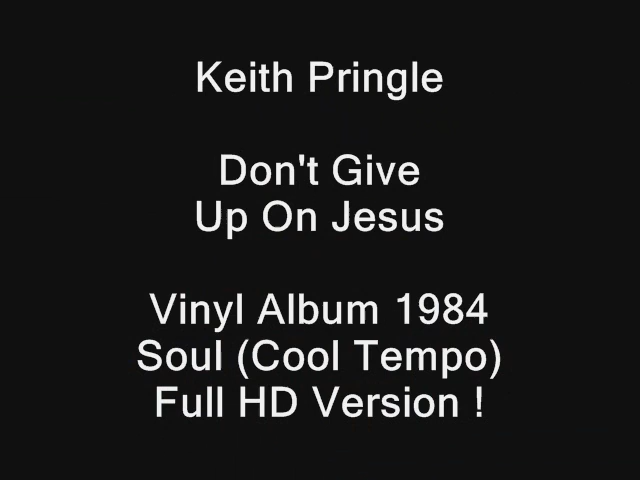 Keith Pringle
Don't Give
Up On Jesus
Vinyl Album 1984
Soul (Cool Tempo)
Full HD Version !